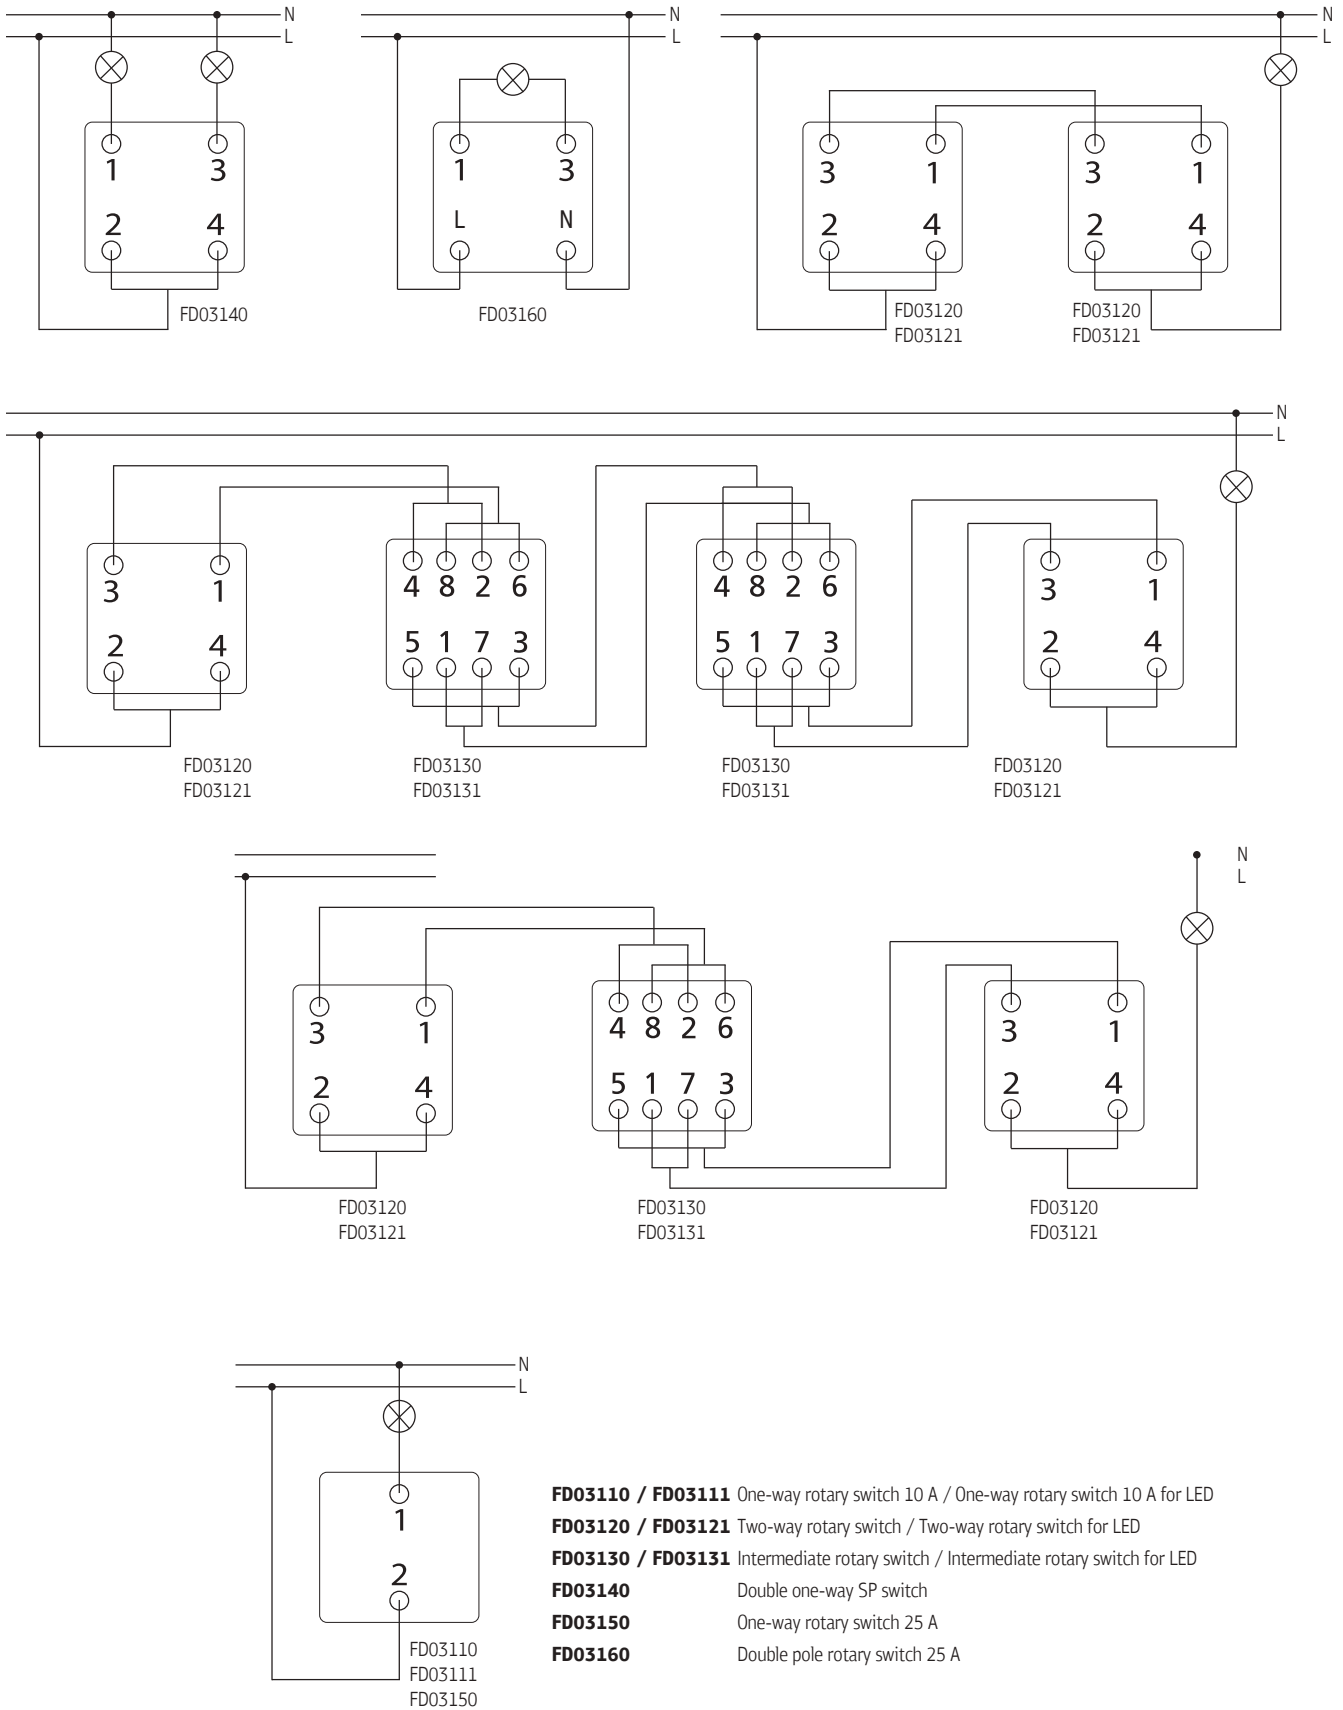 N
L
1 3
2 4
FD03140
N
L
1 3
L N
FD03160
N
L
3 1
2 4
FD03120
FD03121
3 1
2 4
FD03120
FD03121
N
L
3 1
2 4
FD03120
FD03121
4 8 2 6
5 1 7 3
FD03130
FD03131
4 8 2 6
5 1 7 3
FD03130
FD03131
3 1
2 4
FD03120
FD03121
N
L
3 1
2 4
FD03120
FD03121
4 8 2 6
5 1 7 3
FD03130
FD03131
3 1
2 4
FD03120
FD03121
N
L
1
2
FD03110
FD03111
FD03150
FD03110 / FD03111 One-way rotary switch 10 A / One-way rotary switch 10 A for LED
FD03120 / FD03121 Two-way rotary switch / Two-way rotary switch for LED
FD03130 / FD03131 Intermediate rotary switch / Intermediate rotary switch for LED
FD03140 Double one-way SP switch
FD03150 One-way rotary switch 25 A
FD03160 Double pole rotary switch 25 A